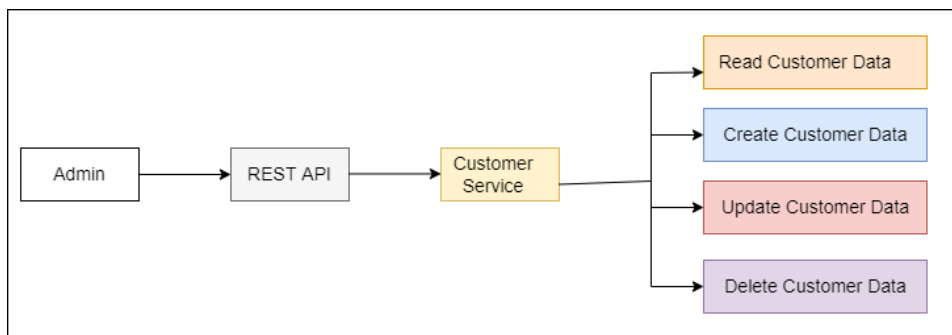 Admin
REST API
Customer
Service
Read Customer Data
Create Customer Data
Update Customer Data
Delete Customer Data